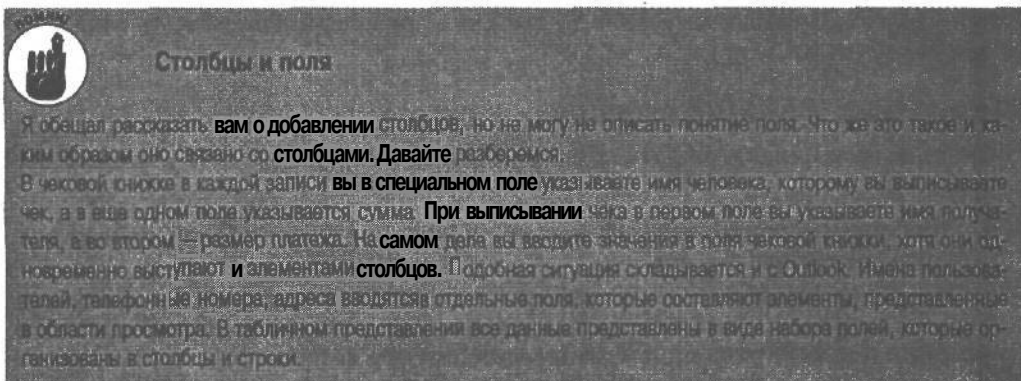 ПОМНИ!
Столбцы и поля
Я обещал рассказать вам о добавлении столбцов, но не могу не описать понятие поля. Что же это такое и ка-
ким образом оно связано со столбцами. Давайте разберемся.
В чековой книжке в каждой записи вы в специальном поле указываете имя человека, которому вы выписываете
чек, а в еще одном поле указывается сумма. При выписывании чека в первом поле вы указываете имя получа-
теля, а во втором — размер платежа. На самом деле вы вводите значения в поля чековой книжки, хотя они од-
новременно выступают и элементами столбцов. Подобная ситуация складывается и с Outlook. Имена пользова-
телей, телефонные номера, адреса вводятся в отдельные поля, которые составляют элементы, представленные
в области просмотра. В табличном представлении все данные представлены в виде набора полей, которые ор-
ганизованы в столбцы и строки.